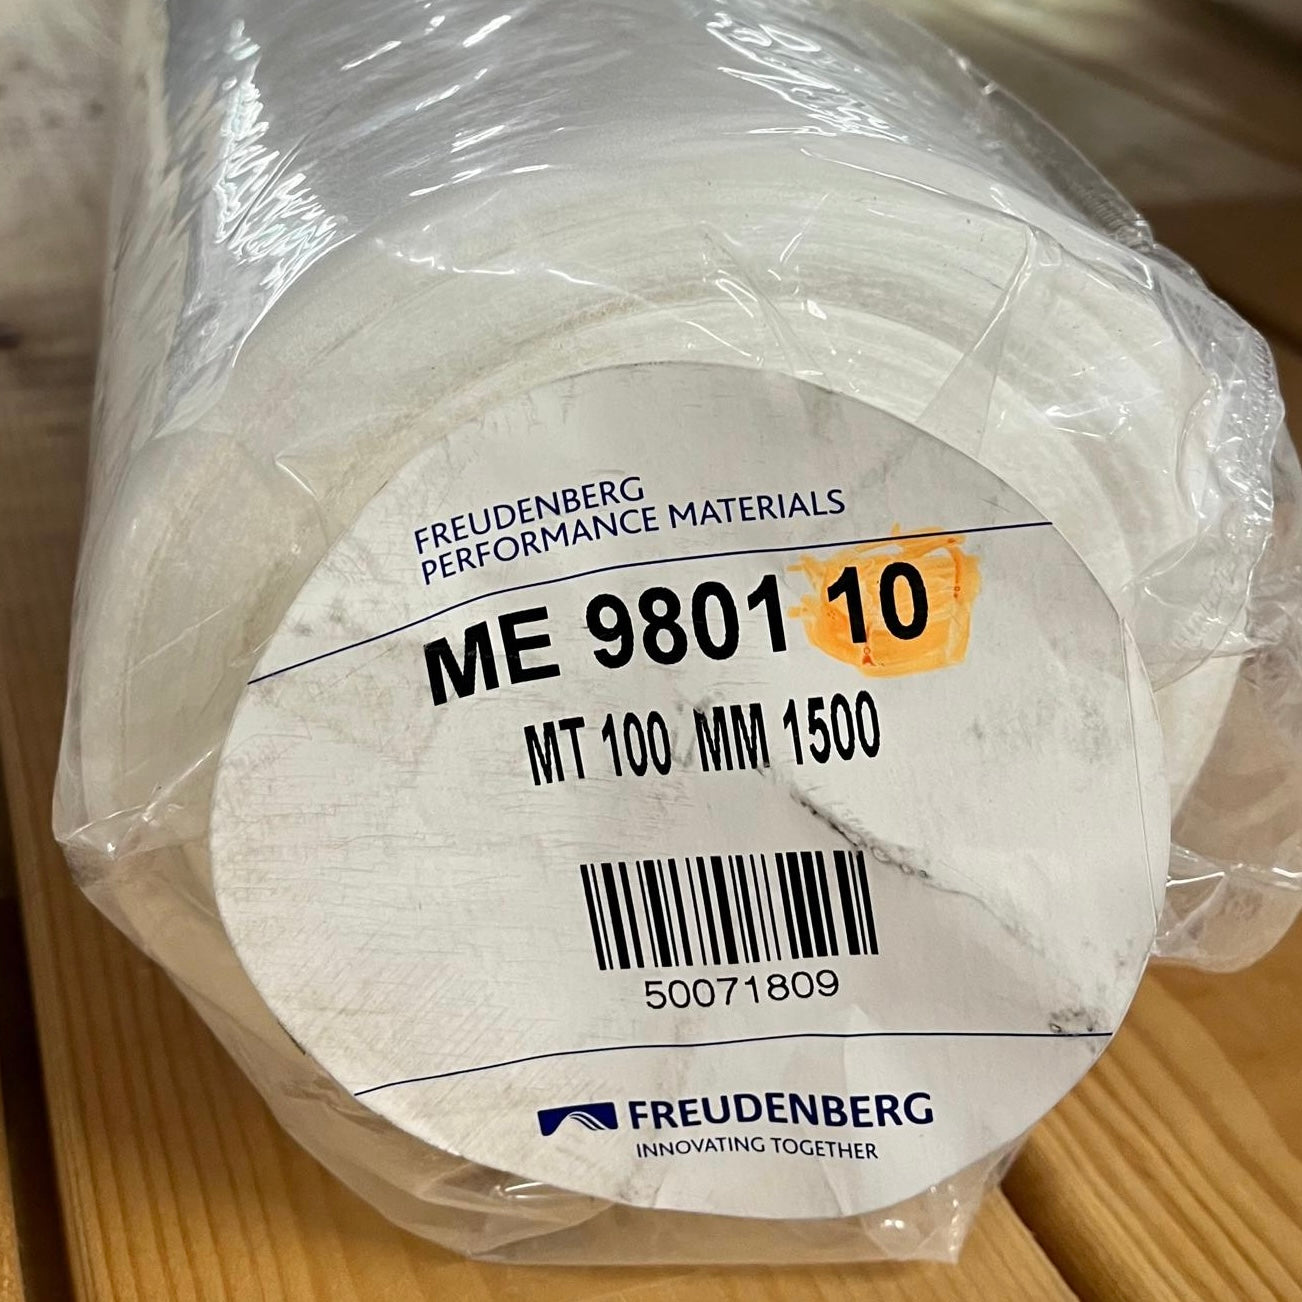 FREUDENBERG
PERFORMANCE MATERIALS
ME 9801 10
MT 100 MM 1500
50071809
FREUDENBERG
INNOVATING TOGETHER